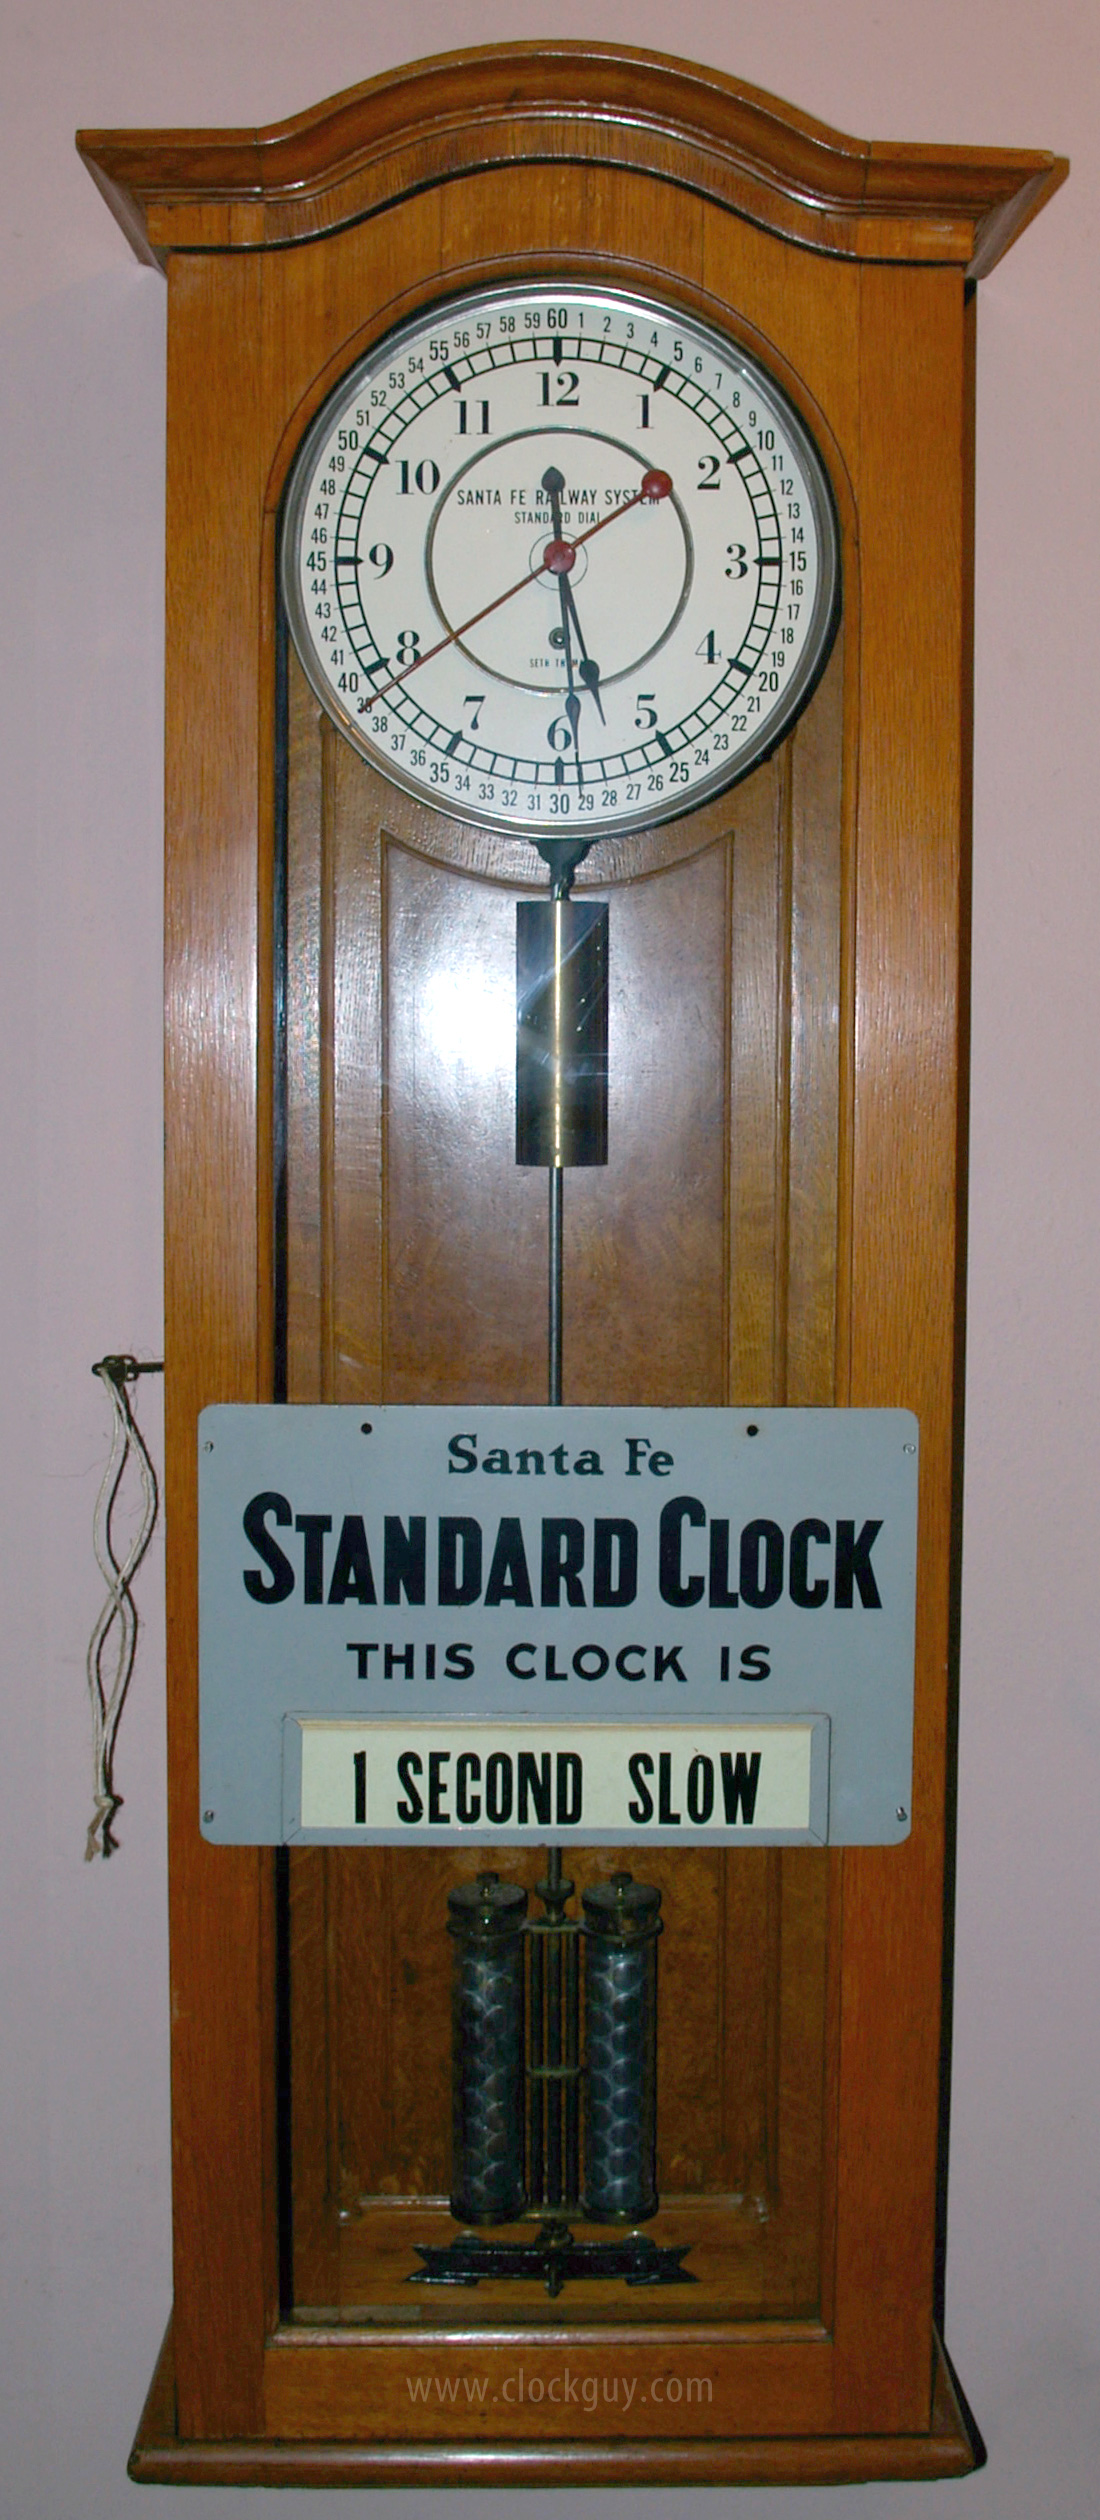 60 1 2 3 4 5 6 7 8 9 10 11 12 13 14 15 16 17 18 19 20 21 22 23 24 25 26 27 28 29 30 31 32 33 34 35 36 37 38 39 40 41 42 43 44 45 46 47 48 49 50 51 52 53 54 55 56 57 58 59
12 1 2 3 4 5 6 7 8 9 10 11
SANTA FE RAILWAY SYSTEM
STANDARD DIAL
SETH THOMAS
Santa Fe
STANDARD CLOCK
THIS CLOCK IS
1 SECOND SLOW
www.clockguy.com